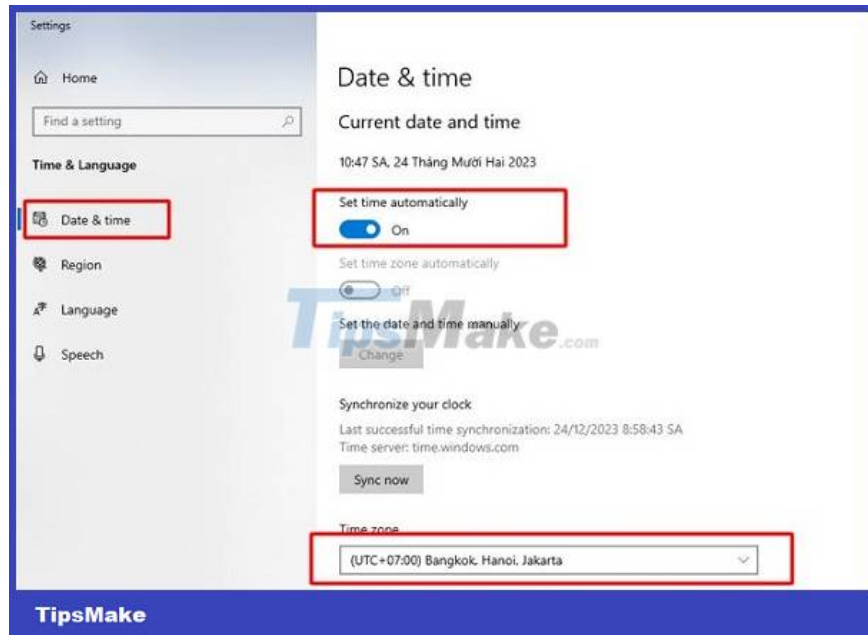 Settings
Home
Find a setting
Time & Language
Date & time
Region
Language
Speech
Date & time
Current date and time
10:47 SA, 24 Tháng Mười Hai 2023
Set time automatically
On
Set time zone automatically
Off
Set the date and time manually
Change
Synchronize your clock
Last successful time synchronization: 24/12/2023 8:58:43 SA
Time server: time.windows.com
Sync now
Time zone
(UTC+07:00) Bangkok, Hanoi, Jakarta
TipsMake.com
TipsMake